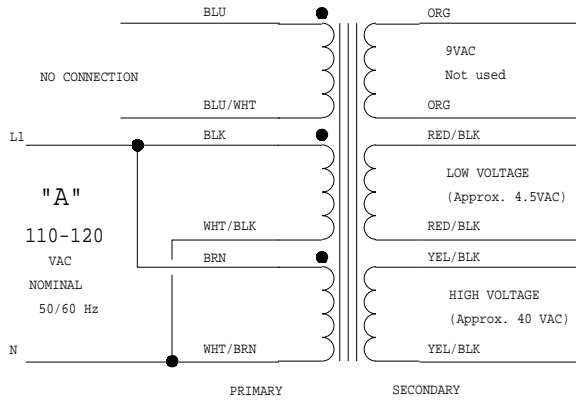 BLU
ORG
9VAC
Not used
NO CONNECTION
BLU/WHT
ORG
L1
BLK
RED/BLK
LOW VOLTAGE
(Approx. 4.5VAC)
"A"
110-120
VAC
NOMINAL
50/60 Hz
WHT/BLK
RED/BLK
BRN
YEL/BLK
HIGH VOLTAGE
(Approx. 40 VAC)
N
WHT/BRN
YEL/BLK
PRIMARY
SECONDARY